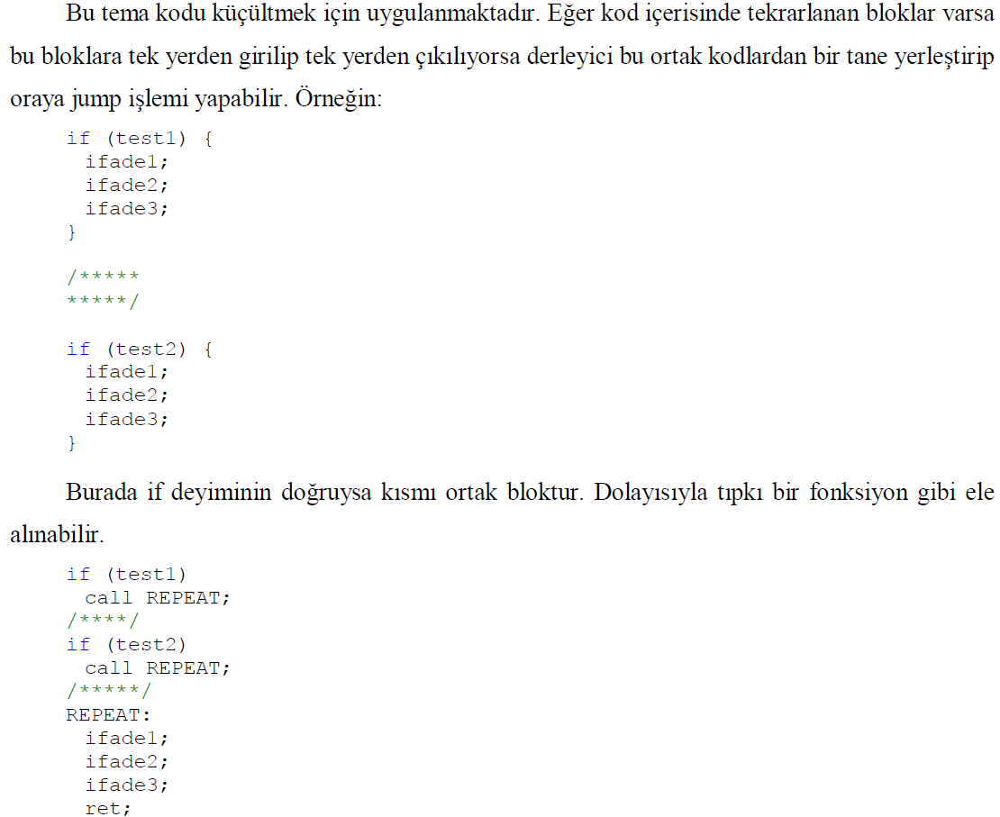 Bu tema kodu küçültmek için uygulanmaktadır. Eğer kod içerisinde tekrarlanan bloklar varsa
bu bloklara tek yerden girilip tek yerden çıkılıyorsa derleyici bu ortak kodlardan bir tane yerleştirip
oraya jump işlemi yapabilir. Örneğin:
if (test1) {
ifade1;
ifade2;
ifade3;
}
/*****
*****/
if (test2) {
ifade1;
ifade2;
ifade3;
}
Burada if deyiminin doğruysa kısmı ortak bloktur. Dolayısıyla tıpkı bir fonksiyon gibi ele
alınabilir.
if (test1)
call REPEAT;
/****/
if (test2)
call REPEAT;
/*****/
REPEAT:
ifade1;
ifade2;
ifade3;
ret;